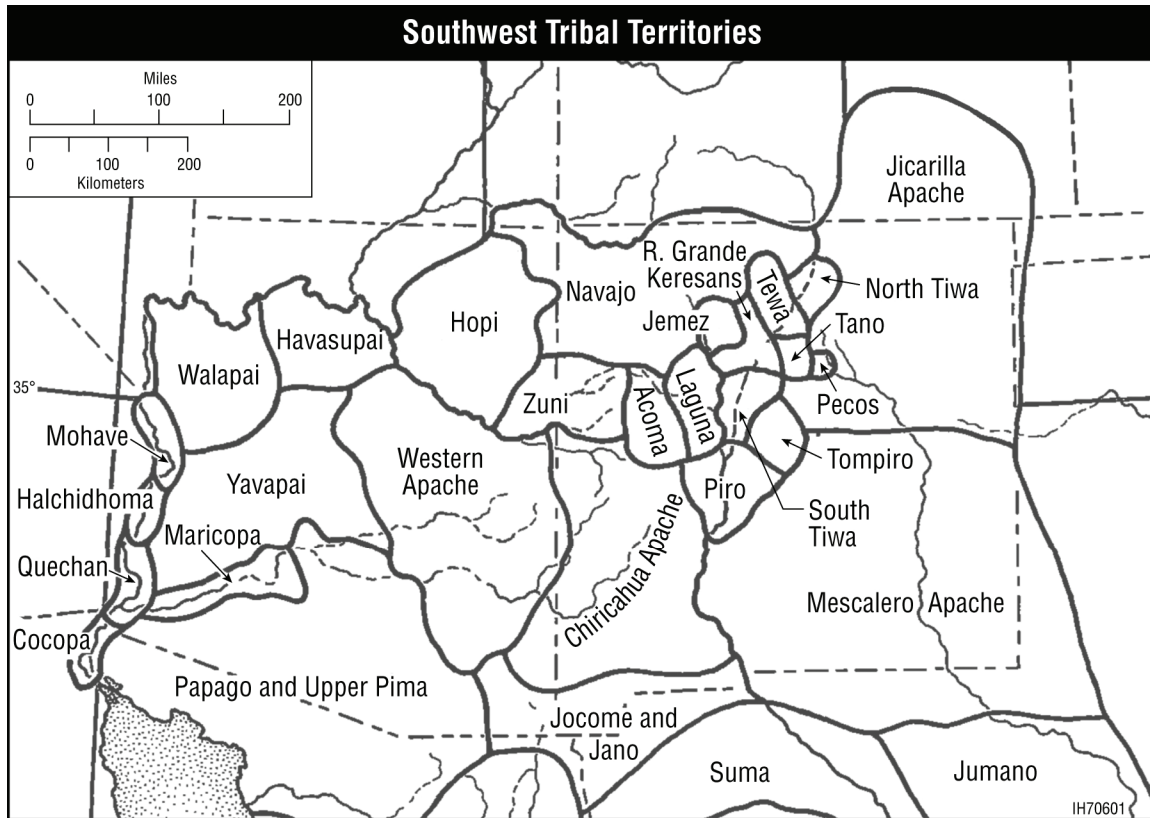 Southwest Tribal Territories
Miles
0 100 200
0 100 200
Kilometers
Jicarilla
Apache
R. Grande
Keresans
Tewa
North Tiwa
Navajo
Jemez
Tano
Hopi
Havasupai
Walapai
35°
Pecos
Zuni
Acoma
Laguna
Mohave
Tompiro
Western
Apache
Yavapai
Piro
Halchidhoma
South
Tiwa
Maricopa
Quechan
Chiricahua Apache
Mescalero Apache
Cocopa
Papago and Upper Pima
Jocome and
Jano
Suma
Jumano
IH70601